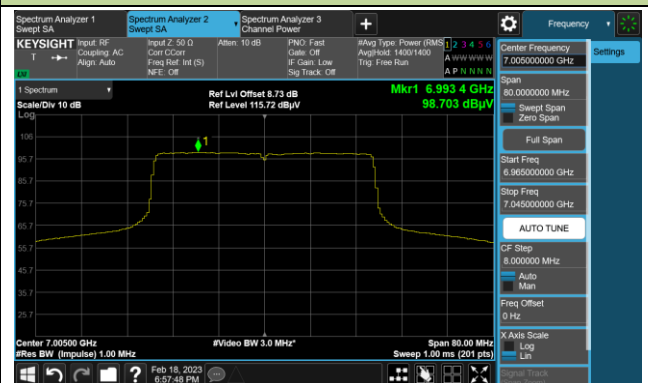 Spectrum Analyzer 1
Swept SA
Spectrum Analyzer 2
Swept SA
Spectrum Analyzer 3
Channel Power
Frequency
KEYSIGHT
Input: RF
Coupling: AC
Align: Auto
Input Z: 50 Ω
Corr CCorr
Freq Ref: Int (S)
NFE: Off
Atten: 10 dB
PNO: Fast
Gate: Off
IF Gain: Low
Sig Track: Off
#Avg Type: Power (RMS)
Avg|Hold: 1400/1400
Trig: Free Run
1 2 3 4 5 6
A W W W W W
A P N N N N
Center Frequency
7.005000000 GHz
Settings
1 Spectrum
Scale/Div 10 dB
Log
Ref Lvl Offset 8.73 dB
Ref Level 115.72 dBµV
Mkr1 6.993 4 GHz
98.703 dBµV
Span
80.0000000 MHz
Swept Span
Zero Span
Full Span
Start Freq
6.965000000 GHz
Stop Freq
7.045000000 GHz
AUTO TUNE
CF Step
8.000000 MHz
Auto
Man
Freq Offset
0 Hz
X Axis Scale
Log
Lin
Signal Track
106
95.7
85.7
75.7
65.7
55.7
45.7
35.7
25.7
1
Center 7.00500 GHz
#Res BW (Impulse) 1.00 MHz
#Video BW 3.0 MHz*
Span 80.00 MHz
Sweep 1.00 ms (201 pts)
Feb 18, 2023
6:57:48 PM